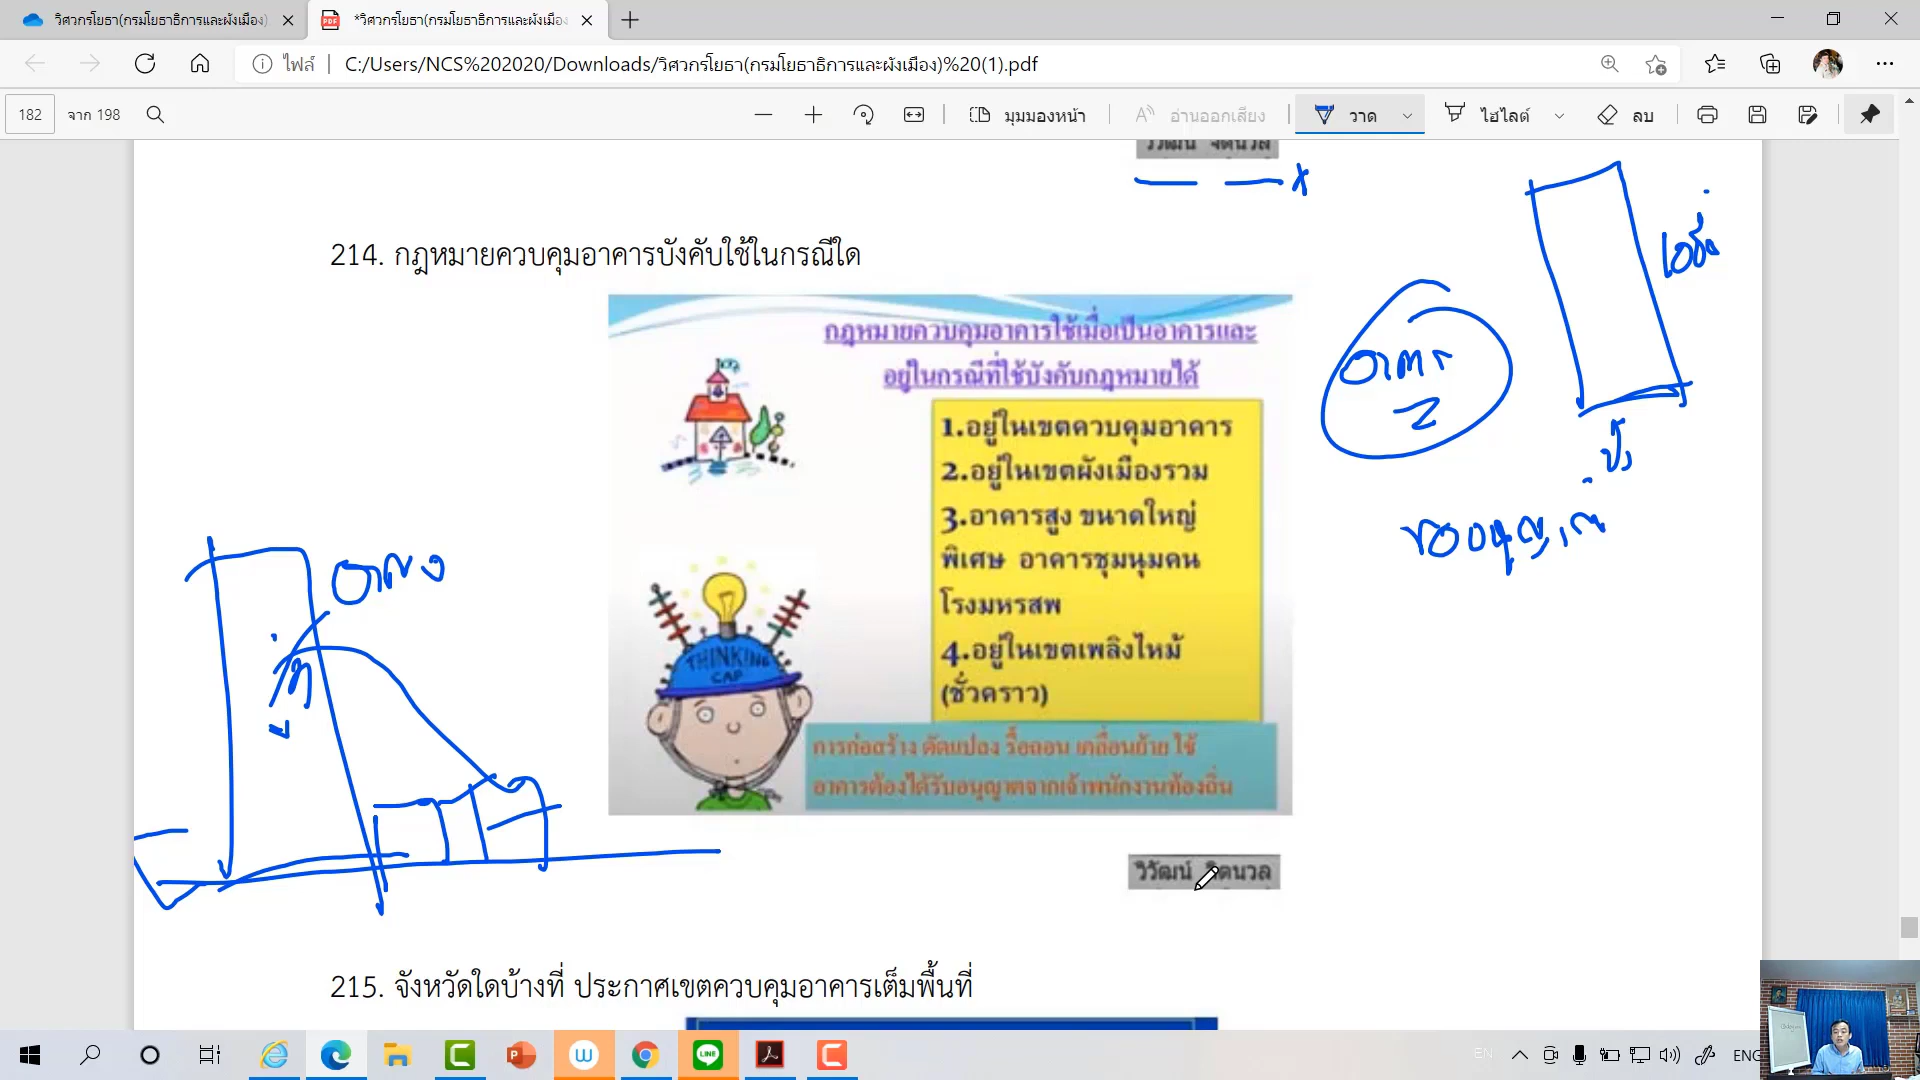 วิศวกรโยธา(กรมโยธาธิการและผังเมือง)
*วิศวกรโยธา(กรมโยธาธิการและผังเมือง
ไฟล์ C:/Users/NCS%202020/Downloads/วิศวกรโยธา(กรมโยธาธิการและผังเมือง)%20(1).pdf
182 จาก 198 มุมมองหน้า อ่านออกเสียง วาด ไฮไลต์ ลบ
วิวัฒน์ จิตนวล
214. กฎหมายควบคุมอาคารบังคับใช้ในกรณีใด
กฎหมายควบคุมอาคารใช้เมื่อเป็นอาคารและ
อยู่ในกรณีที่ใช้บังคับกฎหมายได้
1.อยู่ในเขตควบคุมอาคาร
2.อยู่ในเขตผังเมืองรวม
3.อาคารสูง ขนาดใหญ่
พิเศษ อาคารชุมนุมคน
โรงมหรสพ
4.อยู่ในเขตเพลิงไหม้
(ชั่วคราว)
THINKING
CAP
การก่อสร้าง ดัดแปลง รื้อถอน เคลื่อนย้าย ใช้
อาคารต้องได้รับอนุญาตจากเจ้าพนักงานท้องถิ่น
วิวัฒน์ จิตนวล
215. จังหวัดใดบ้างที่ ประกาศเขตควบคุมอาคารเต็มพื้นที่
EN ENG